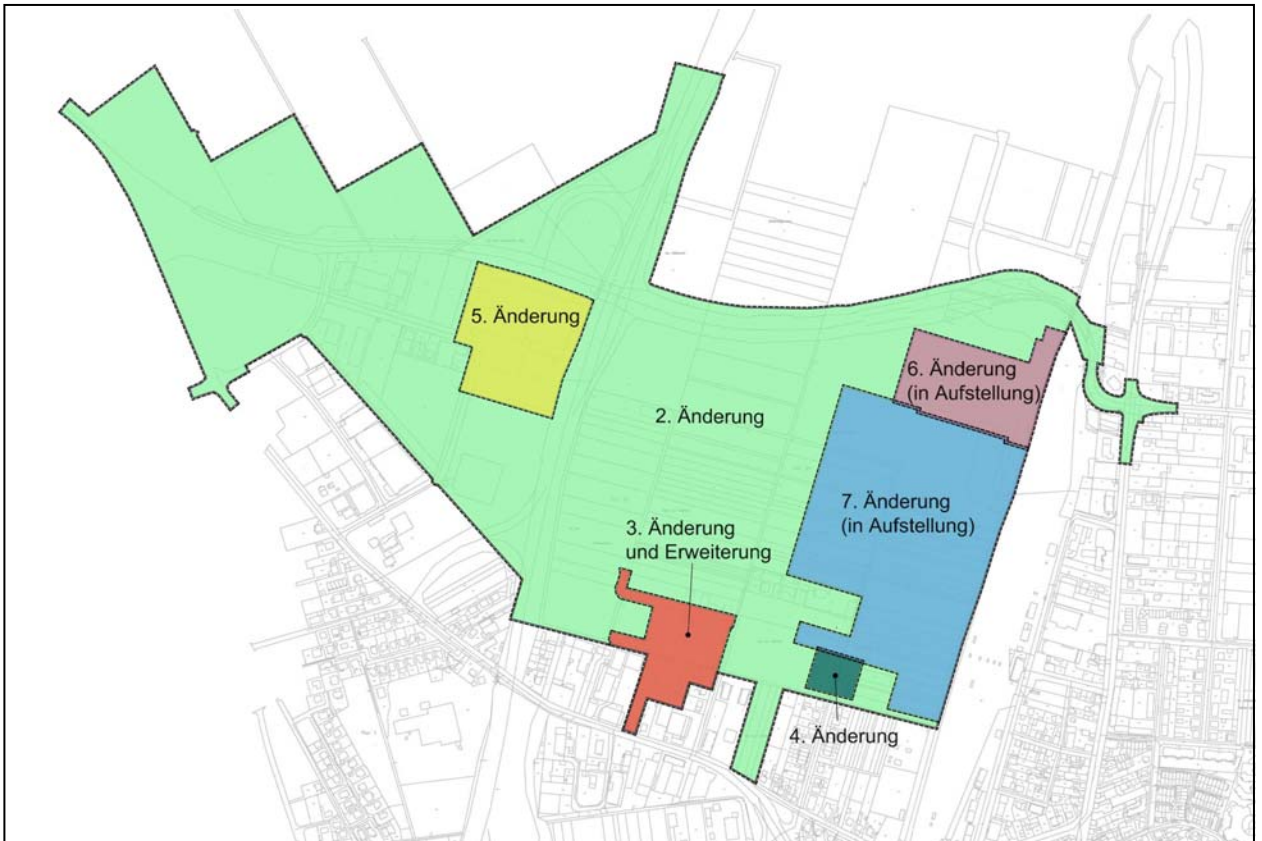 5. Änderung
6. Änderung
(in Aufstellung)
2. Änderung
7. Änderung
(in Aufstellung)
3. Änderung
und Erweiterung
4. Änderung